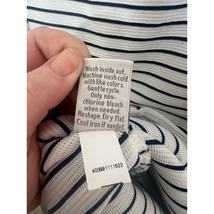 Wash inside out.
Machine wash cold
with like colors.
Gentle cycle.
Only non-
chlorine bleach
when needed.
Reshape. Dry flat.
Cool iron if needed.